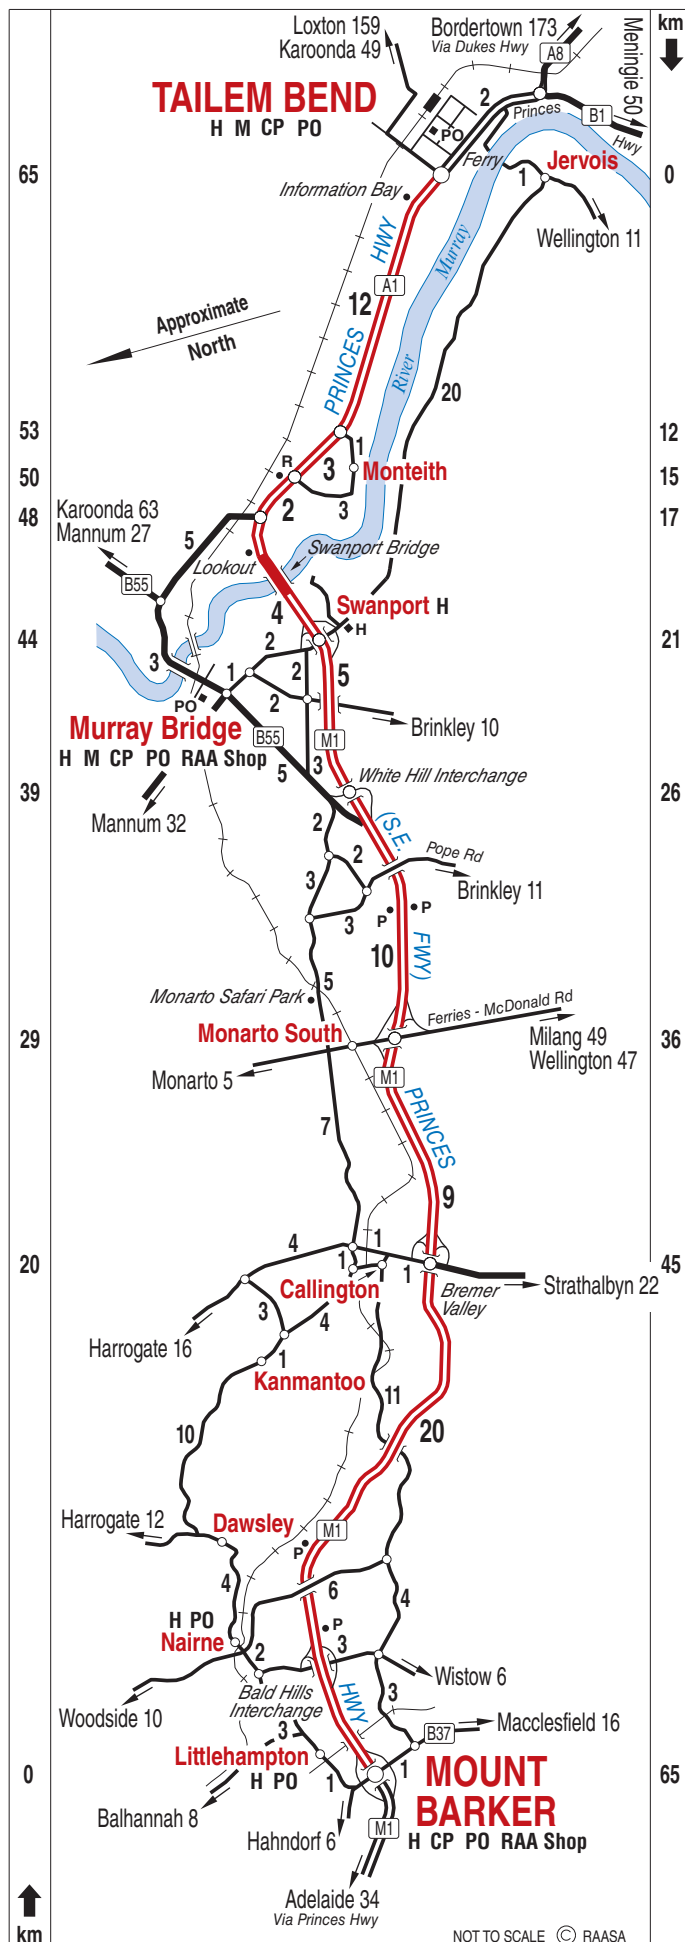 km
Loxton 159
Karoonda 49
Bordertown 173
Via Dukes Hwy
A8
Meningie 50
TAILEM BEND
H M CP PO
PO
2
Princes
B1
Hwy
Ferry
1
Jervois
65
0
Information Bay
Wellington 11
HWY
Murray
A1
12
Approximate
North
PRINCES
River
20
53
12
1
R
3
Monteith
50
15
3
2
48
17
Karoonda 63
Mannum 27
5
Lookout
Swanport Bridge
B55
4
Swanport H
H
44
21
3
2
2
5
1
2
PO
Murray Bridge
B55
M1
Brinkley 10
H M CP PO RAA Shop
5
3
White Hill Interchange
39
26
Mannum 32
2
(S.E.
2
Pope Rd
3
Brinkley 11
3
P
P
10
FWY)
5
Monarto Safari Park
Ferries - McDonald Rd
Monarto South
29
36
Milang 49
Wellington 47
Monarto 5
M1
PRINCES
7
9
4
1
20
1
1
45
Callington
Bremer
Valley
Strathalbyn 22
3
4
Harrogate 16
1
Kanmantoo
11
10
20
Harrogate 12
Dawsley
M1
P
4
6
4
H PO
P
Nairne
2
3
Wistow 6
Bald Hills
Interchange
HWY
3
Woodside 10
3
Macclesfield 16
B37
Littlehampton
H PO
1
1
0
65
MOUNT
BARKER
Balhannah 8
M1
H CP PO RAA Shop
Hahndorf 6
Adelaide 34
Via Princes Hwy
km
NOT TO SCALE © RAASA